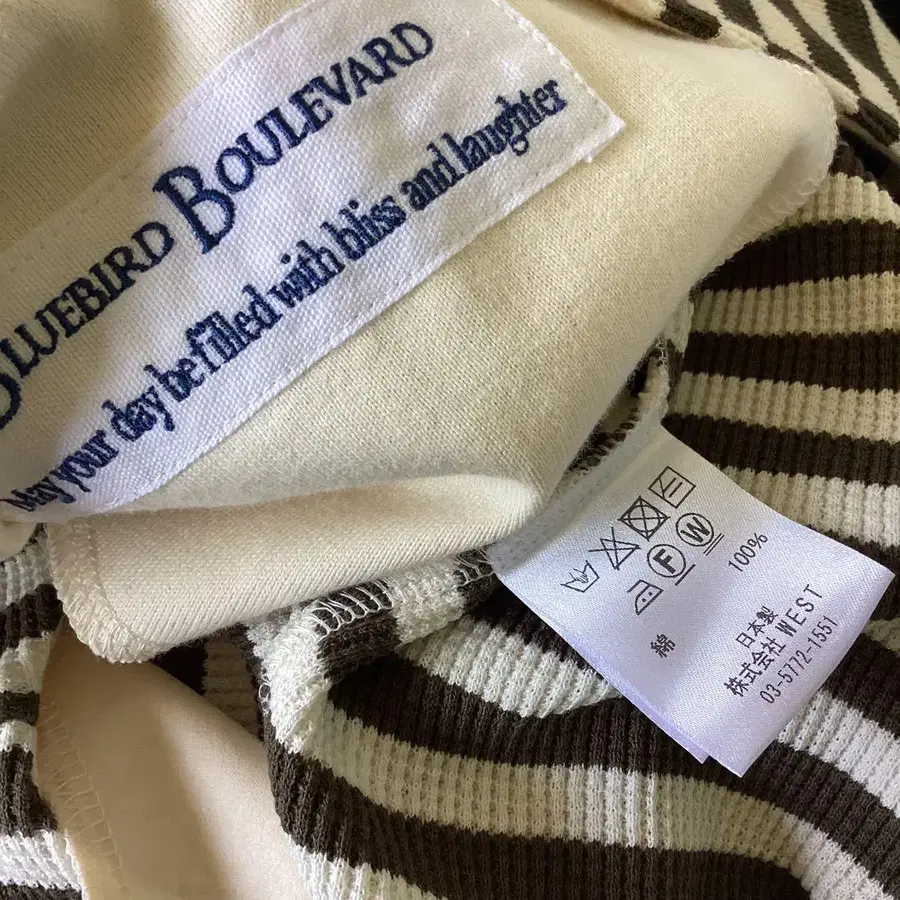 BLUEBIRD BOULEVARD
May your day be filled with bliss and laughter
F W
綿 100%
日本製
株式会社 WEST
03-5772-1551